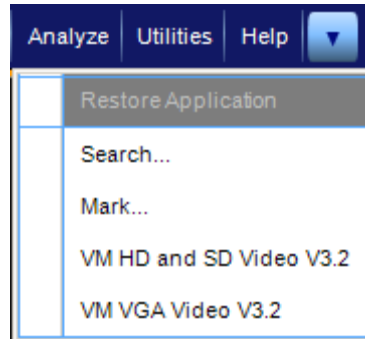 Analyze Utilities Help
Restore Application
Search...
Mark...
VM HD and SD Video V3.2
VM VGA Video V3.2